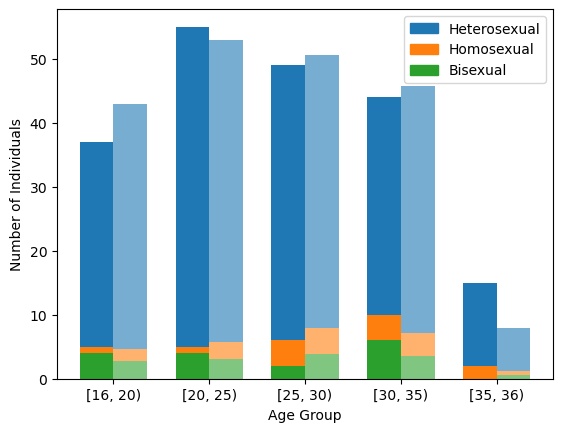 Heterosexual
Homosexual
Bisexual
Number of Individuals
50
40
30
20
10
0
[16, 20)
[20, 25)
[25, 30)
[30, 35)
[35, 36)
Age Group